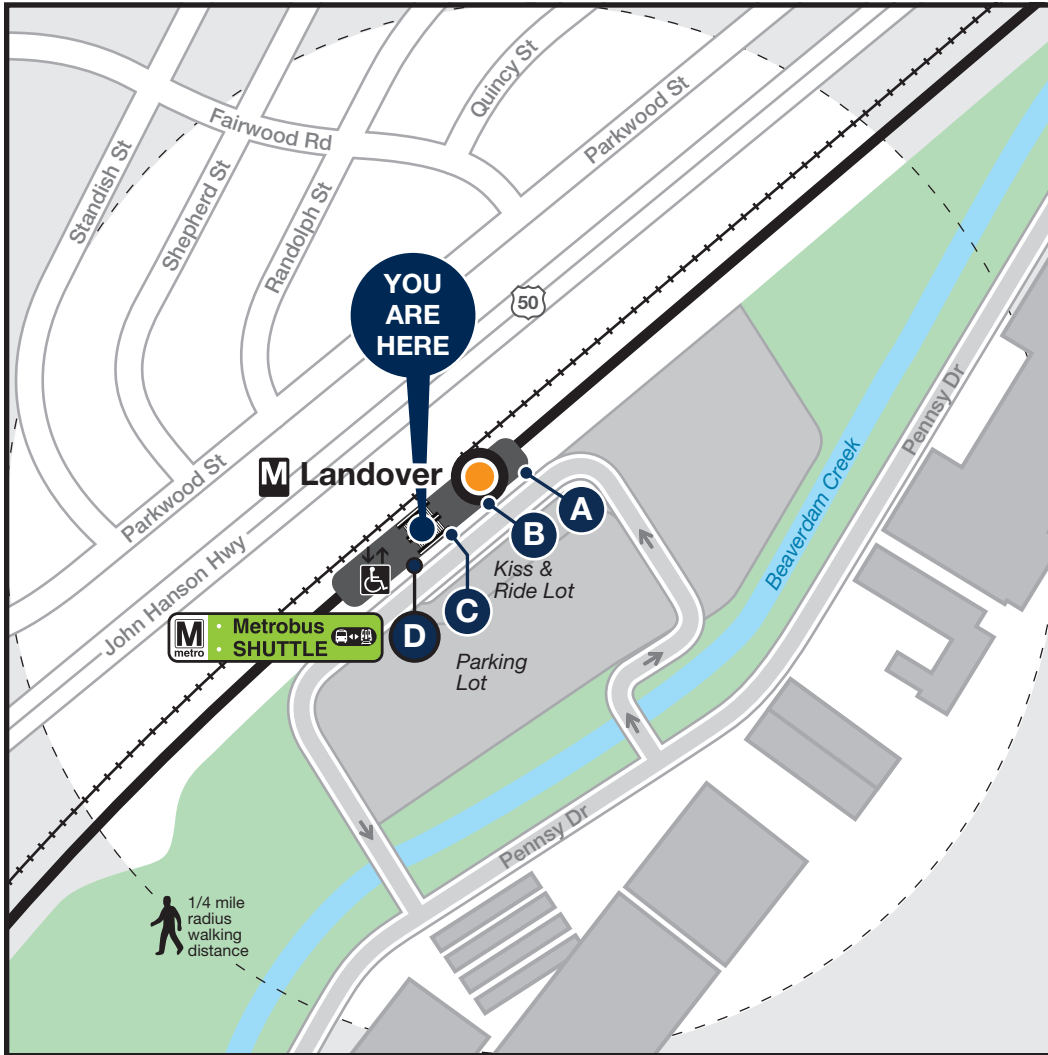 Quincy St
Parkwood St
Fairwood Rd
Standish St
Shepherd St
Randolph St
YOU
ARE
HERE
50
M Landover
A
B
C
D
Kiss &
Ride Lot
Parkwood St
John Hanson Hwy
M
metro
· Metrobus
· SHUTTLE
Parking
Lot
Beaverdam Creek
Pennsy Dr
Pennsy Dr
1/4 mile
radius
walking
distance